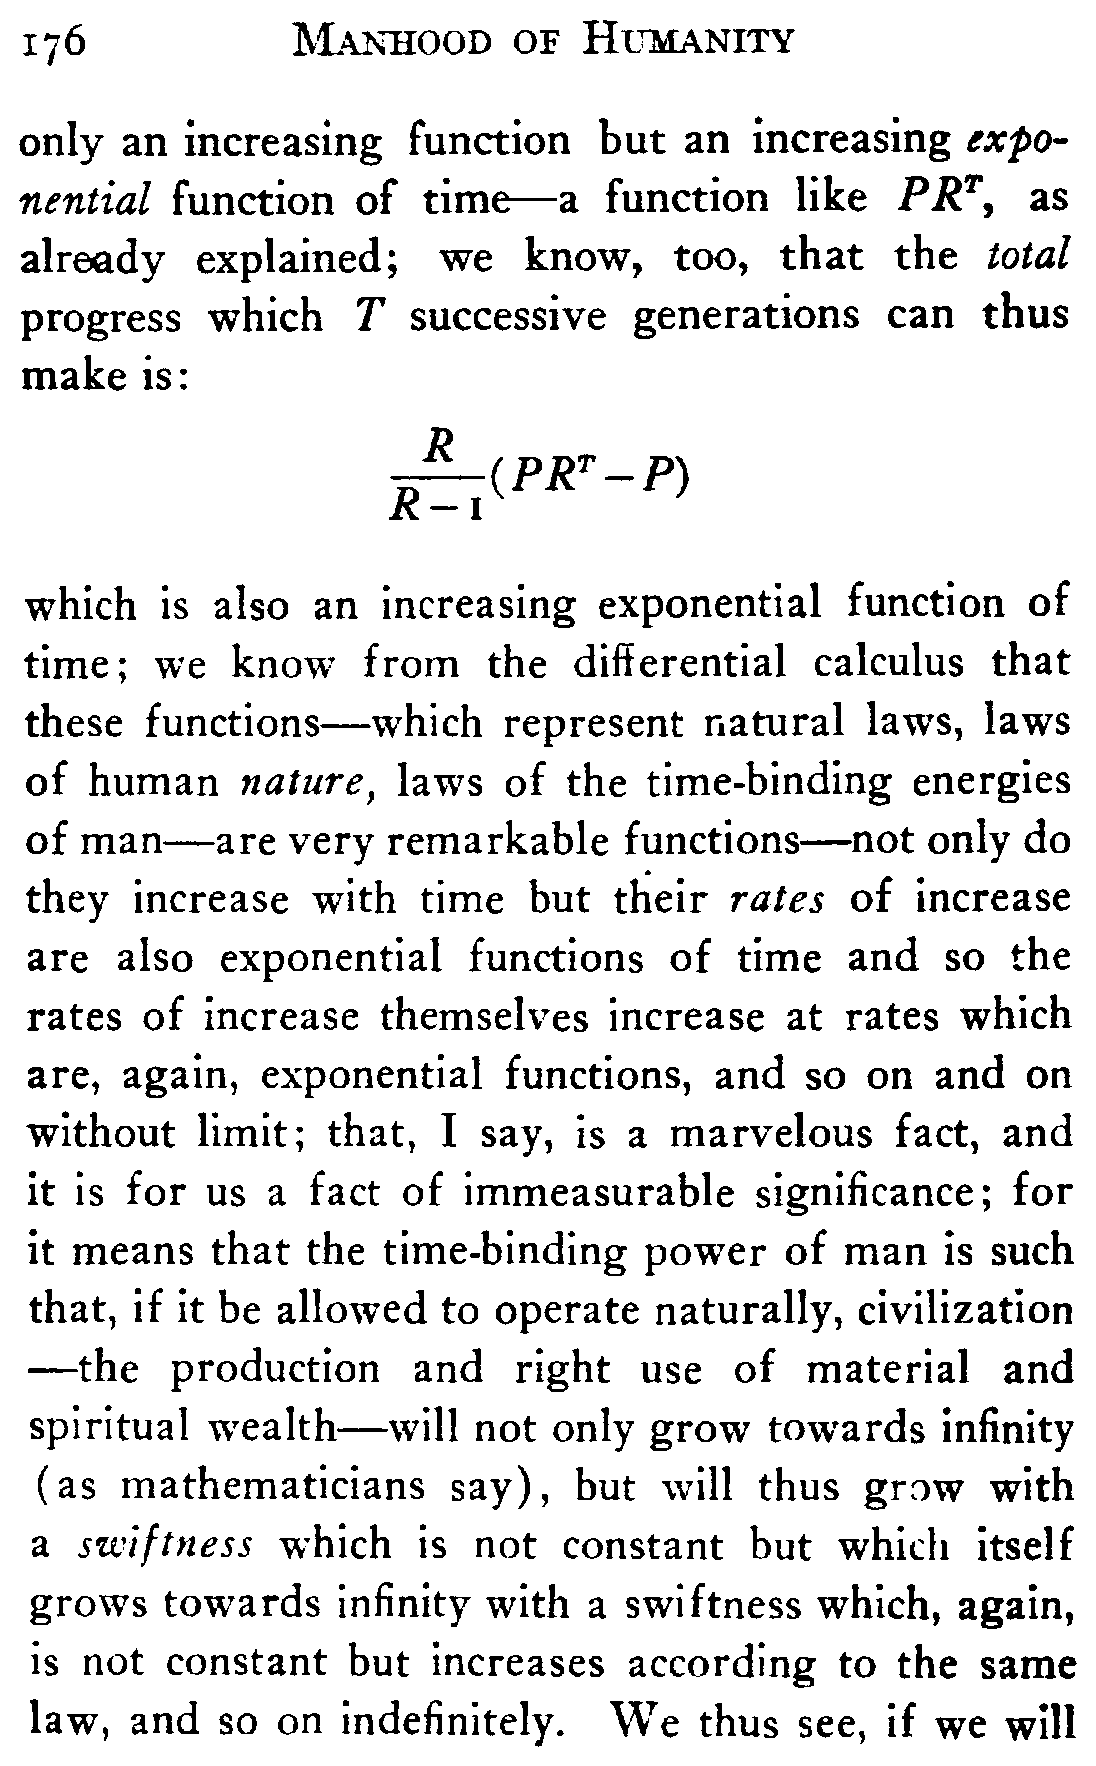 176 MANHOOD OF HUMANITY
only an increasing function but an increasing expo-
nential function of time—a function like PRᵀ, as
already explained; we know, too, that the total
progress which T successive generations can thus
make is:
R
R – 1 (PRᵀ – P)
which is also an increasing exponential function of
time; we know from the differential calculus that
these functions—which represent natural laws, laws
of human nature, laws of the time-binding energies
of man—are very remarkable functions—not only do
they increase with time but their rates of increase
are also exponential functions of time and so the
rates of increase themselves increase at rates which
are, again, exponential functions, and so on and on
without limit; that, I say, is a marvelous fact, and
it is for us a fact of immeasurable significance; for
it means that the time-binding power of man is such
that, if it be allowed to operate naturally, civilization
—the production and right use of material and
spiritual wealth—will not only grow towards infinity
(as mathematicians say), but will thus grow with
a swiftness which is not constant but which itself
grows towards infinity with a swiftness which, again,
is not constant but increases according to the same
law, and so on indefinitely. We thus see, if we will